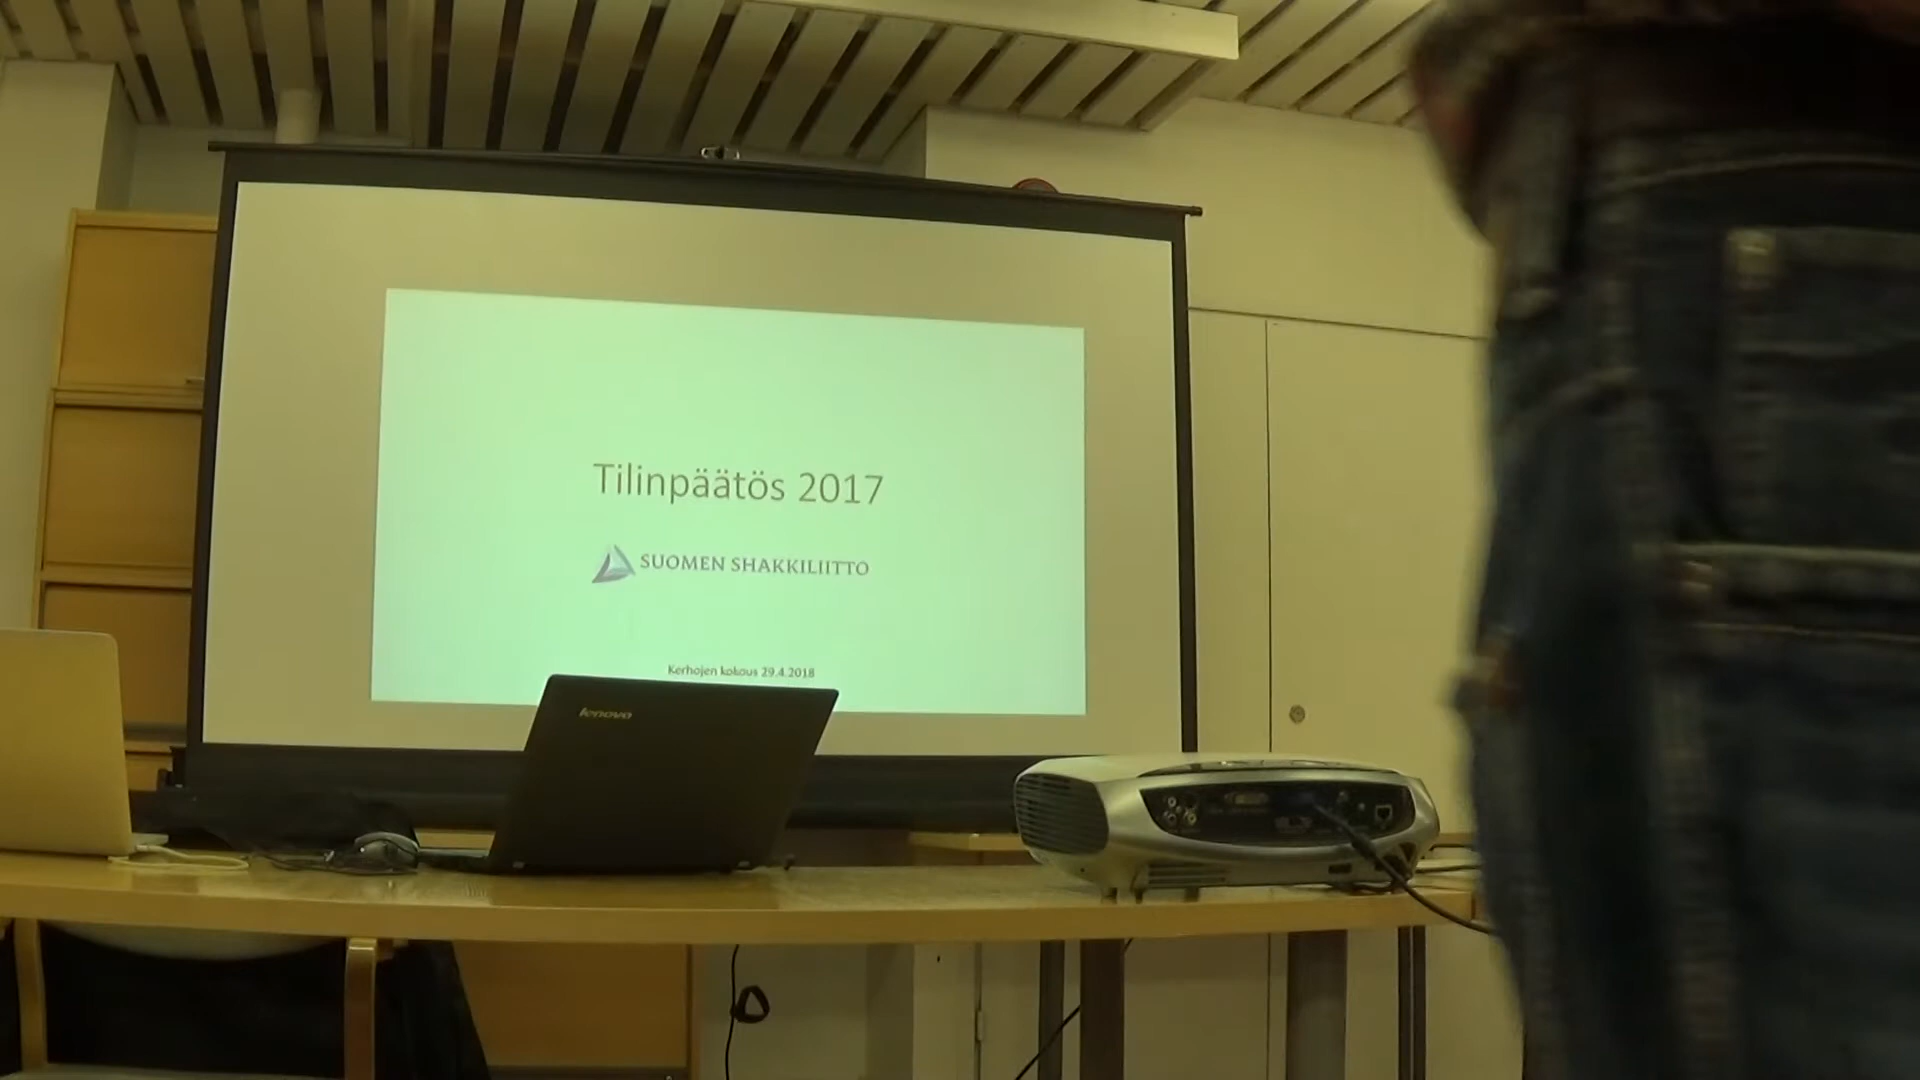 Tilinpäätös 2017
SUOMEN SHAKKILIITTO
Kerhojen kokous 29.4.2018
lenovo